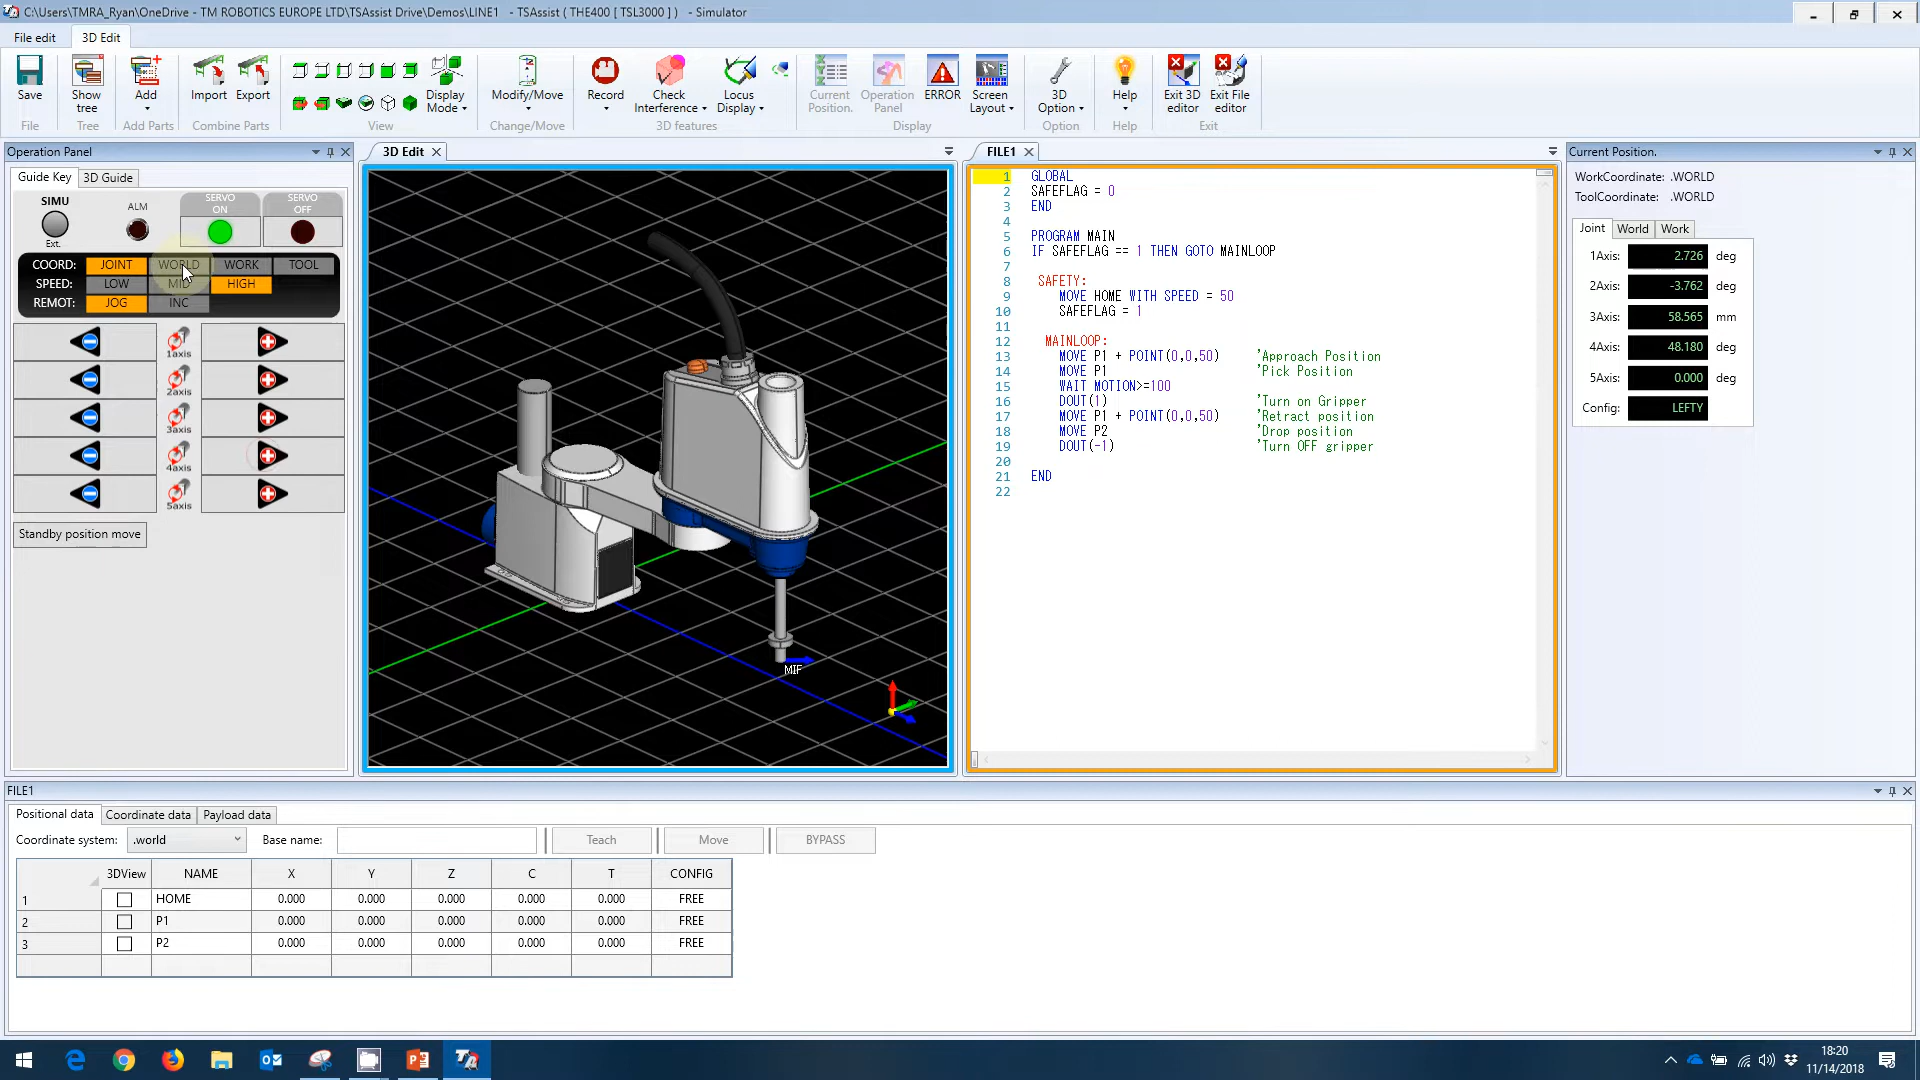 C:\Users\TMRA_Ryan\OneDrive - TM ROBOTICS EUROPE LTD\TSAssist Drive\Demos\LINE1 - TSAssist ( THE400 [ TSL3000 ] ) - Simulator
File edit 3D Edit
Save Show tree Add Import Export Display Mode Modify/Move Record Check Interference Locus Display Current Position. Operation Panel ERROR Screen Layout 3D Option Help Exit 3D editor Exit File editor
File Tree Add Parts Combine Parts View Change/Move 3D features Display Option Help Exit
Operation Panel
Guide Key 3D Guide
SIMU ALM SERVO ON SERVO OFF
Ext.
COORD: JOINT WORLD WORK TOOL
SPEED: LOW MID HIGH
REMOT: JOG INC
1axis
2axis
3axis
4axis
5axis
Standby position move
3D Edit
MIF
FILE1
1 GLOBAL
2 SAFEFLAG = 0
3 END
4
5 PROGRAM MAIN
6 IF SAFEFLAG == 1 THEN GOTO MAINLOOP
7
8 SAFETY:
9 MOVE HOME WITH SPEED = 50
10 SAFEFLAG = 1
11
12 MAINLOOP:
13 MOVE P1 + POINT(0,0,50) 'Approach Position
14 MOVE P1 'Pick Position
15 WAIT MOTION>=100
16 DOUT(1) 'Turn on Gripper
17 MOVE P1 + POINT(0,0,50) 'Retract position
18 MOVE P2 'Drop position
19 DOUT(-1) 'Turn OFF gripper
20
21 END
22
Current Position.
WorkCoordinate: .WORLD
ToolCoordinate: .WORLD
Joint World Work
1Axis: 2.726 deg
2Axis: -3.762 deg
3Axis: 58.565 mm
4Axis: 48.180 deg
5Axis: 0.000 deg
Config: LEFTY
FILE1
Positional data Coordinate data Payload data
Coordinate system: .world Base name: Teach Move BYPASS
3DView NAME X Y Z C T CONFIG
1 HOME 0.000 0.000 0.000 0.000 0.000 FREE
2 P1 0.000 0.000 0.000 0.000 0.000 FREE
3 P2 0.000 0.000 0.000 0.000 0.000 FREE
18:20
11/14/2018